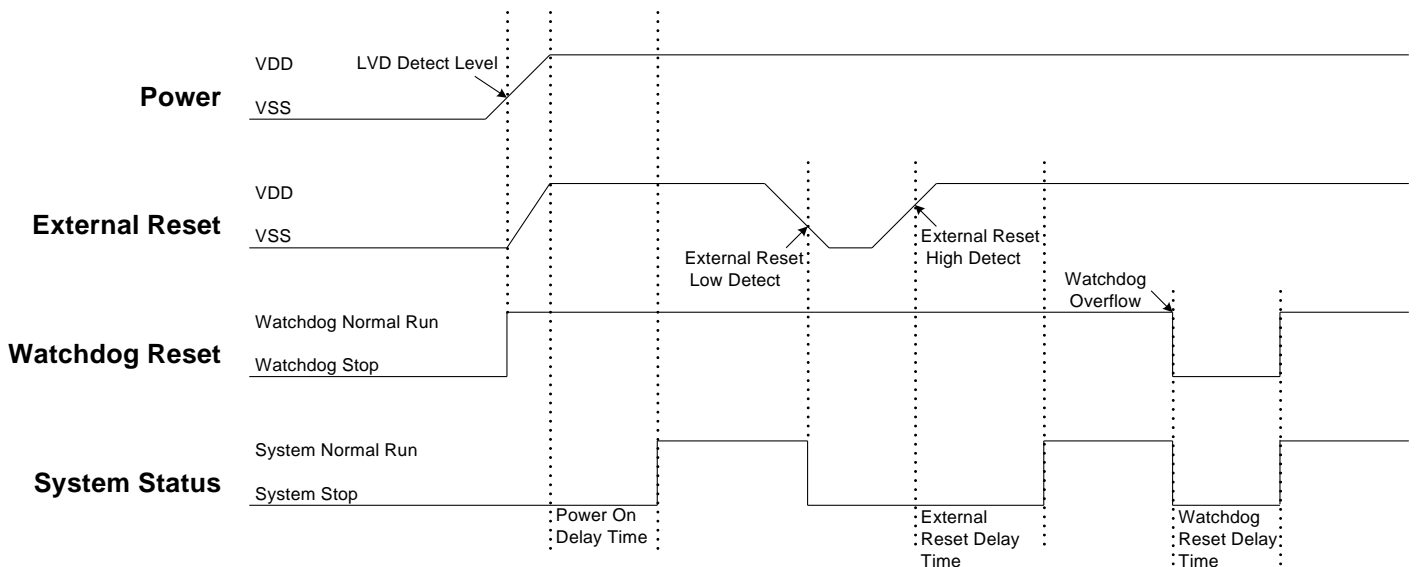 VDD
LVD Detect Level
Power
VSS
VDD
External Reset
VSS
External Reset
Low Detect
External Reset
High Detect
Watchdog
Overflow
Watchdog Normal Run
Watchdog Reset
Watchdog Stop
System Normal Run
System Status
System Stop
Power On
Delay Time
External
Reset Delay
Time
Watchdog
Reset Delay
Time